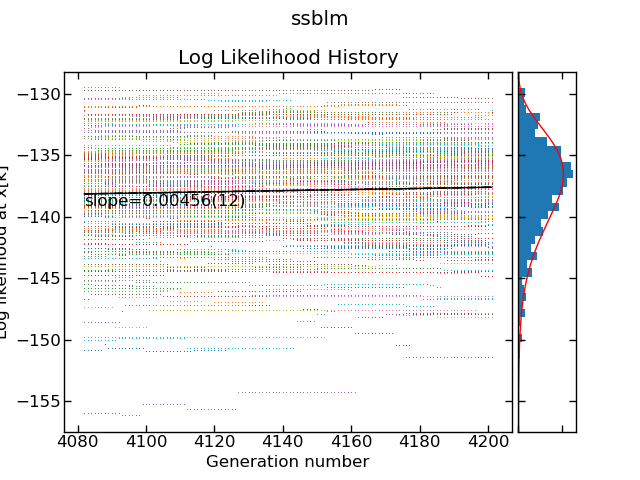 ssblm
Log Likelihood History
−130
−135
−140
−145
−150
−155
Log likelihood at x[k]
slope=0.00456(12)
4080 4100 4120 4140 4160 4180 4200
Generation number